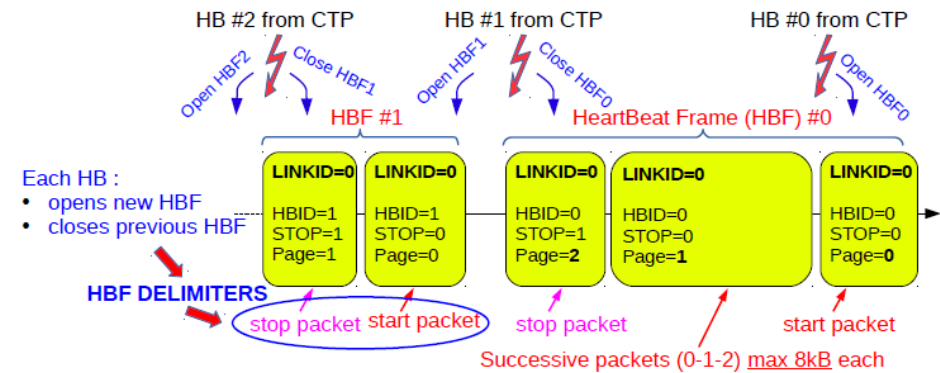 HB #2 from CTP
HB #1 from CTP
HB #0 from CTP
Open HBF2
Close HBF1
Open HBF1
Close HBF0
Open HBF0
HBF #1
HeartBeat Frame (HBF) #0
Each HB :
• opens new HBF
• closes previous HBF
HBF DELIMITERS
LINKID=0
HBID=1
STOP=1
Page=1
LINKID=0
HBID=1
STOP=0
Page=0
LINKID=0
HBID=0
STOP=1
Page=2
LINKID=0
HBID=0
STOP=0
Page=1
LINKID=0
HBID=0
STOP=0
Page=0
stop packet
start packet
stop packet
start packet
Successive packets (0-1-2) max 8kB each